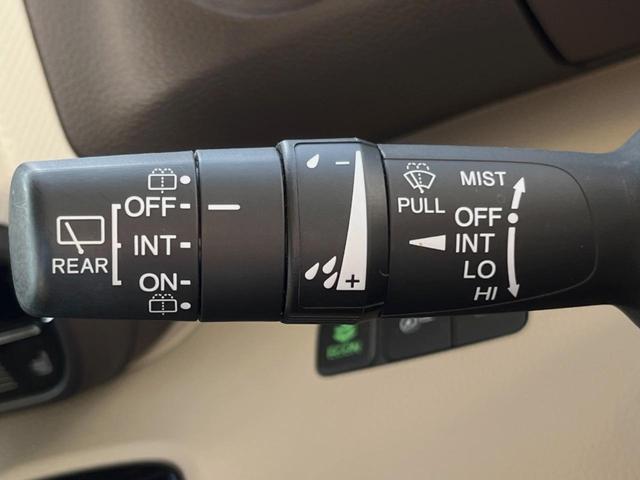 OFF
INT
ON
REAR
−
+
PULL
MIST
OFF
INT
LO
HI
ECON